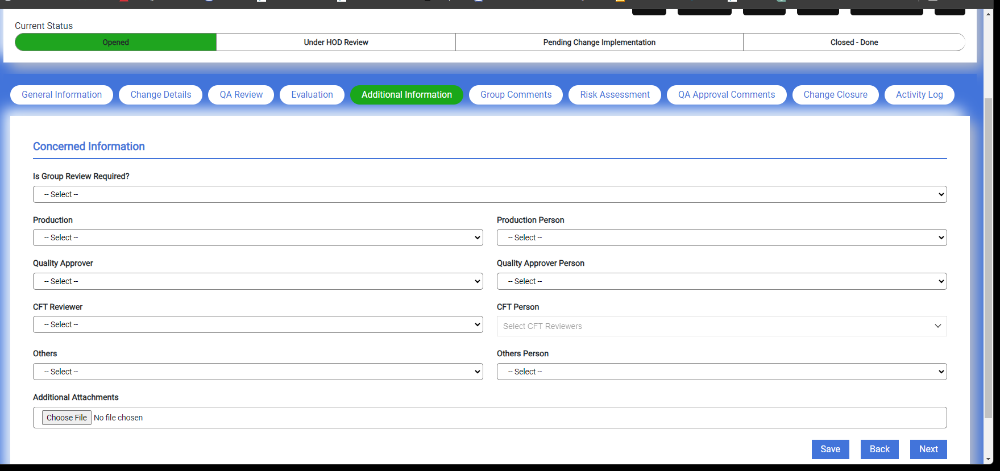 Current Status
Opened Under HOD Review Pending Change Implementation Closed - Done
General Information Change Details QA Review Evaluation Additional Information Group Comments Risk Assessment QA Approval Comments Change Closure Activity Log
Concerned Information
Is Group Review Required?
-- Select --
Production Production Person
-- Select -- -- Select --
Quality Approver Quality Approver Person
-- Select -- -- Select --
CFT Reviewer CFT Person
-- Select -- Select CFT Reviewers
Others Others Person
-- Select -- -- Select --
Additional Attachments
Choose File No file chosen
Save Back Next